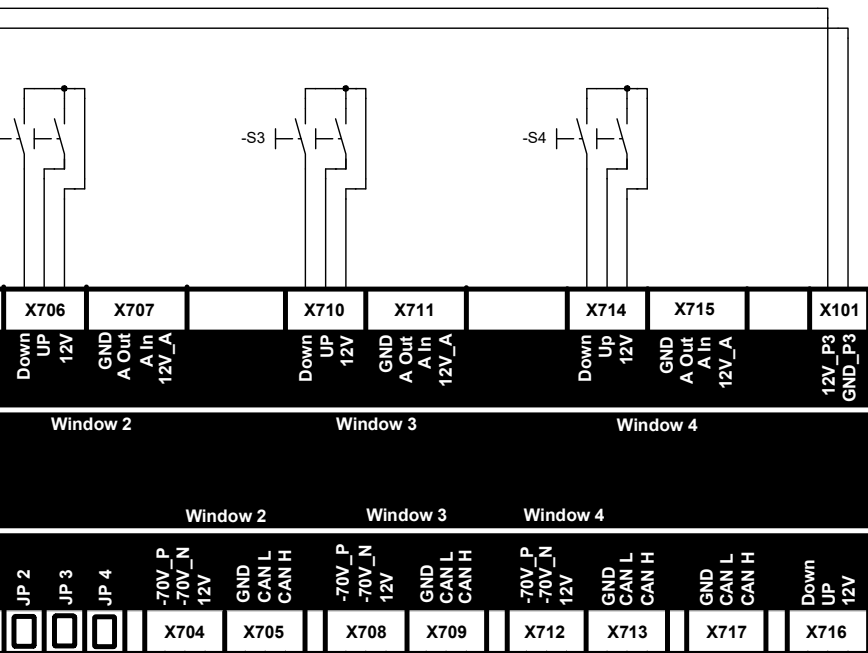 -S3
-S4
X706
X707
X710
X711
X714
X715
X101
Down
UP
12V
GND
A Out
A In
12V_A
Down
UP
12V
GND
A Out
A In
12V_A
Down
Up
12V
GND
A Out
A In
12V_A
12V_P3
GND_P3
Window 2
Window 3
Window 4
Window 2
Window 3
Window 4
JP 2
JP 3
JP 4
-70V_P
-70V_N
12V
GND
CAN L
CAN H
-70V_P
-70V_N
12V
GND
CAN L
CAN H
-70V_P
-70V_N
12V
GND
CAN L
CAN H
GND
CAN L
CAN H
Down
UP
12V
X704
X705
X708
X709
X712
X713
X717
X716